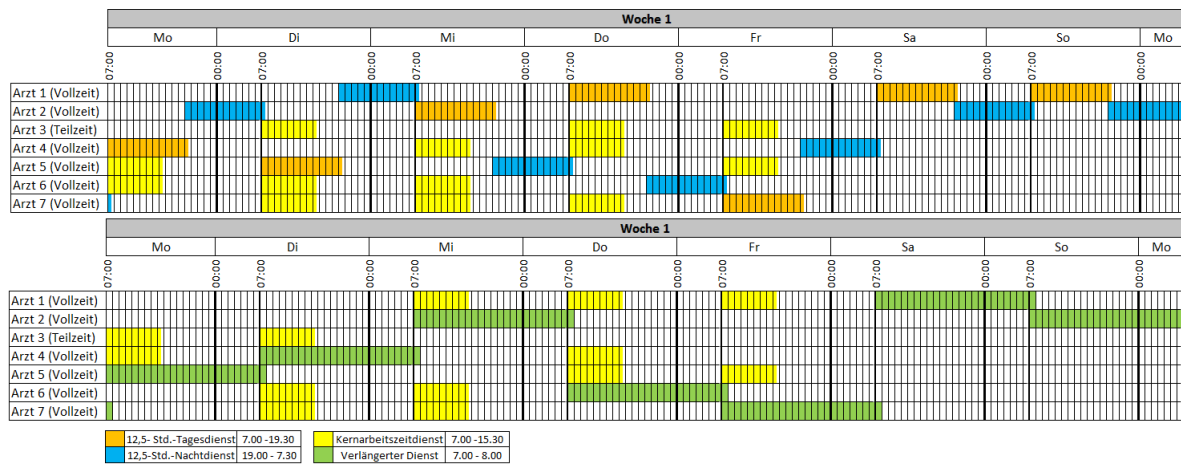 Woche 1
Mo Di Mi Do Fr Sa So Mo
07:00 00:00 07:00 00:00 07:00 00:00 07:00 00:00 07:00 00:00 07:00 00:00 07:00 00:00
Arzt 1 (Vollzeit)
Arzt 2 (Vollzeit)
Arzt 3 (Teilzeit)
Arzt 4 (Vollzeit)
Arzt 5 (Vollzeit)
Arzt 6 (Vollzeit)
Arzt 7 (Vollzeit)
Woche 1
Mo Di Mi Do Fr Sa So Mo
07:00 00:00 07:00 00:00 07:00 00:00 07:00 00:00 07:00 00:00 07:00 00:00 07:00 00:00
Arzt 1 (Vollzeit)
Arzt 2 (Vollzeit)
Arzt 3 (Teilzeit)
Arzt 4 (Vollzeit)
Arzt 5 (Vollzeit)
Arzt 6 (Vollzeit)
Arzt 7 (Vollzeit)
12,5- Std.-Tagesdienst 7.00 -19.30 Kernarbeitszeitdienst 7.00 -15.30
12,5-Std.-Nachtdienst 19.00 - 7.30 Verlängerter Dienst 7.00 - 8.00